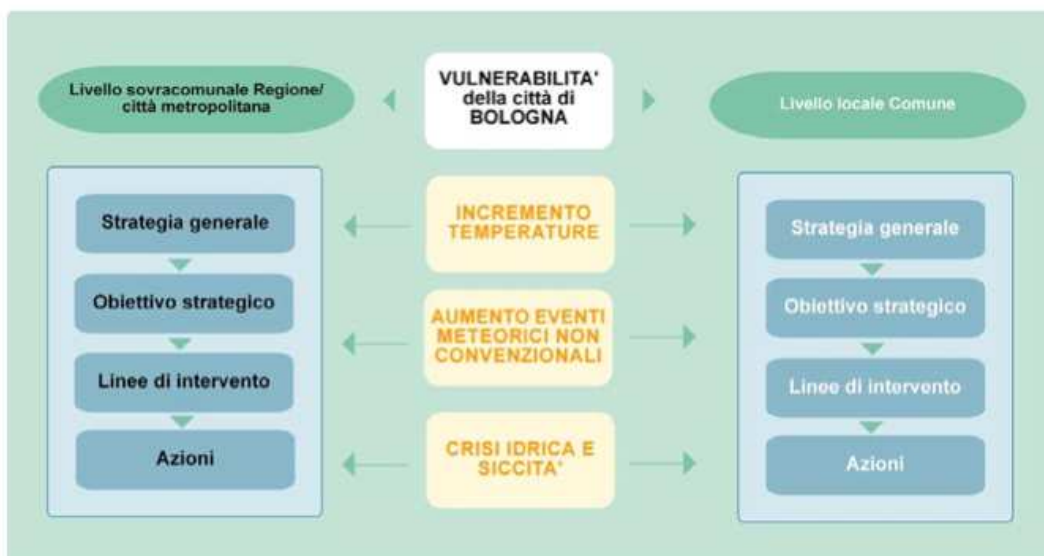 Livello sovracomunale Regione/
città metropolitana
VULNERABILITA'
della città di
BOLOGNA
Livello locale Comune
Strategia generale
Obiettivo strategico
Linee di intervento
Azioni
INCREMENTO
TEMPERATURE
AUMENTO EVENTI
METEORICI NON
CONVENZIONALI
CRISI IDRICA E
SICCITA'
Strategia generale
Obiettivo strategico
Linee di intervento
Azioni